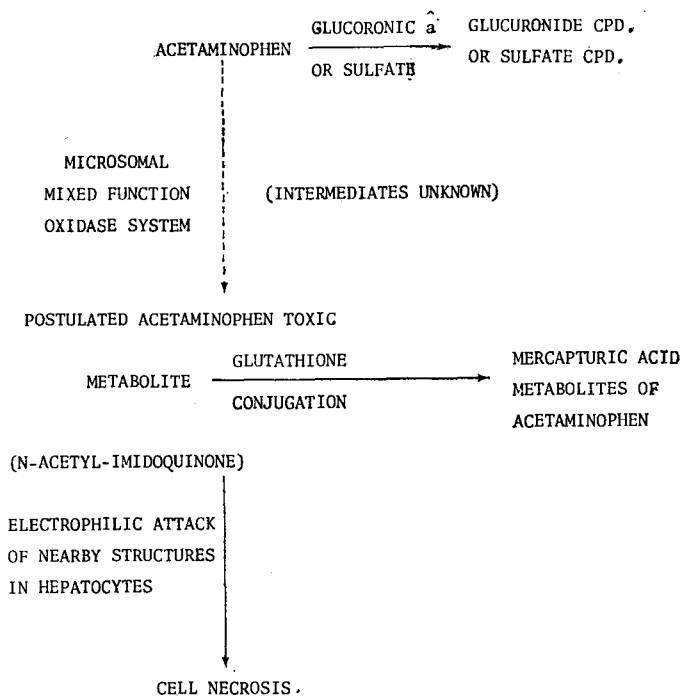 GLUCORONIC â GLUCURONIDE CPD.
ACETAMINOPHEN
OR SULFATE OR SULFATE CPD.
MICROSOMAL
MIXED FUNCTION (INTERMEDIATES UNKNOWN)
OXIDASE SYSTEM
POSTULATED ACETAMINOPHEN TOXIC
GLUTATHIONE MERCAPTURIC ACID
METABOLITE METABOLITES OF
CONJUGATION ACETAMINOPHEN
(N-ACETYL-IMIDOQUINONE)
ELECTROPHILIC ATTACK
OF NEARBY STRUCTURES
IN HEPATOCYTES
CELL NECROSIS.